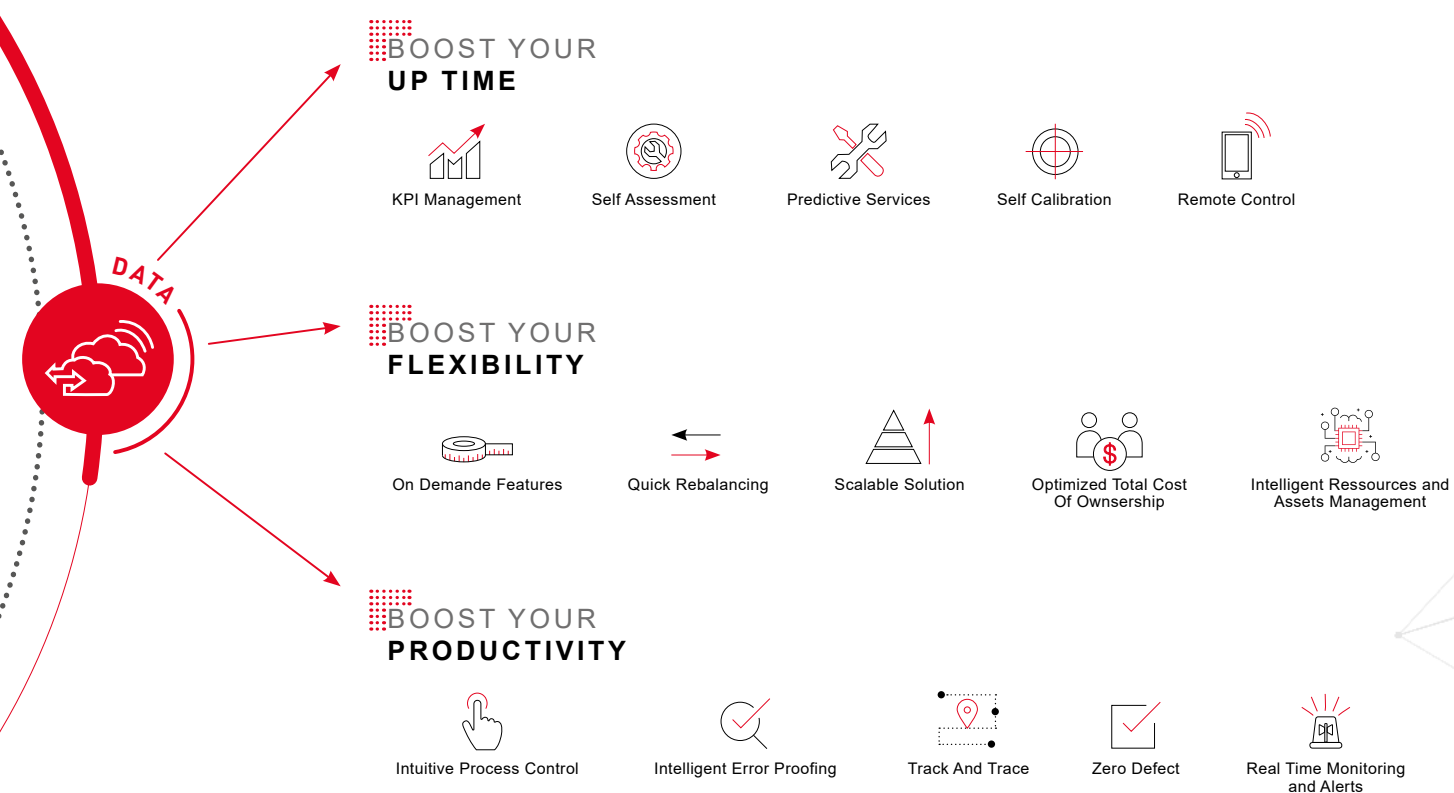 DATA
BOOST YOUR
UP TIME
KPI Management
Self Assessment
Predictive Services
Self Calibration
Remote Control
BOOST YOUR
FLEXIBILITY
On Demande Features
Quick Rebalancing
Scalable Solution
Optimized Total Cost
Of Ownsership
$
Intelligent Ressources and
Assets Management
BOOST YOUR
PRODUCTIVITY
Intuitive Process Control
Intelligent Error Proofing
Track And Trace
Zero Defect
Real Time Monitoring
and Alerts